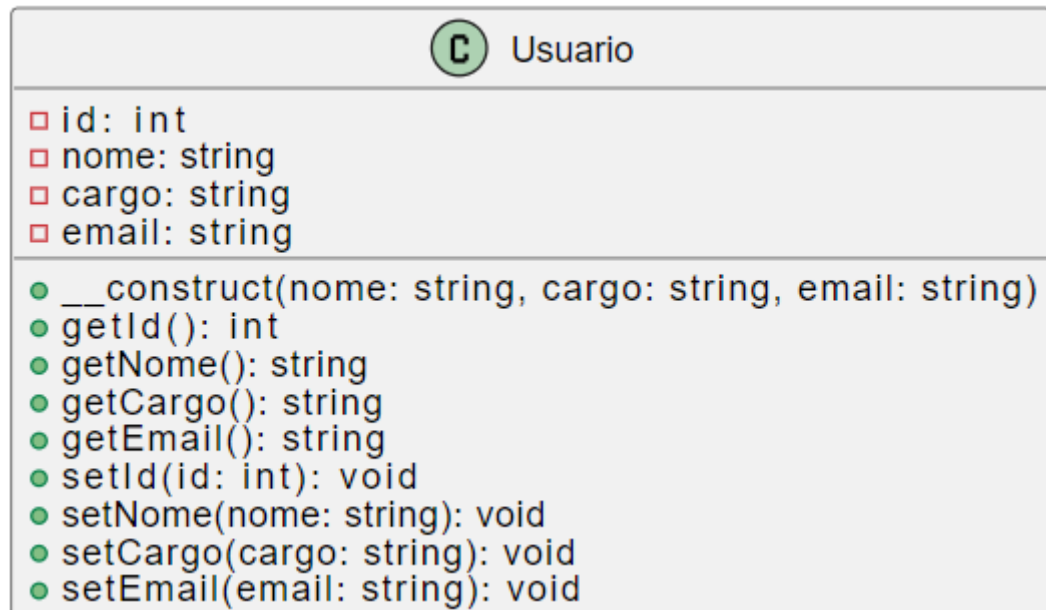 C Usuario
id: int
nome: string
cargo: string
email: string
__construct(nome: string, cargo: string, email: string)
getId(): int
getNome(): string
getCargo(): string
getEmail(): string
setId(id: int): void
setNome(nome: string): void
setCargo(cargo: string): void
setEmail(email: string): void